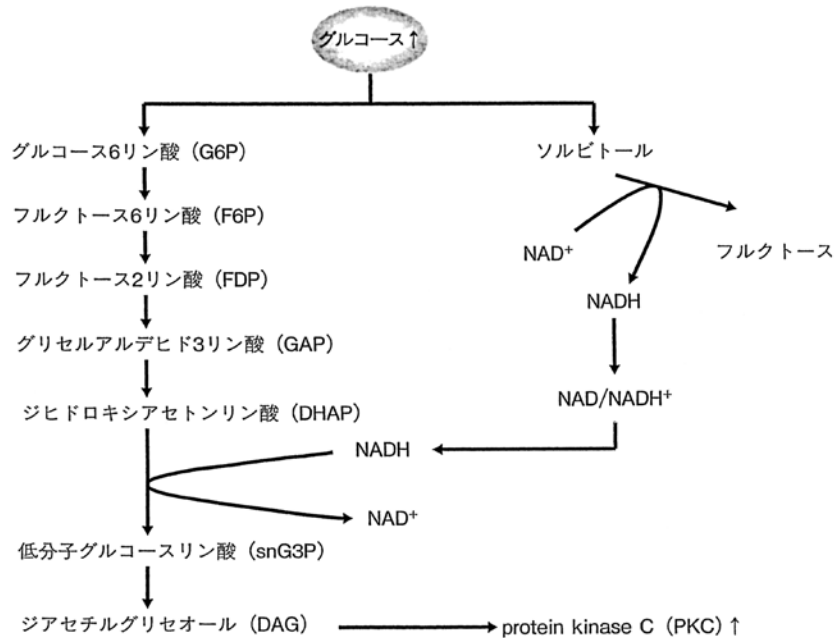 グルコース↑
グルコース6リン酸（G6P）
フルクトース6リン酸（F6P）
フルクトース2リン酸（FDP）
グリセルアルデヒド3リン酸（GAP）
ジヒドロキシアセトンリン酸（DHAP）
ソルビトール
NAD+
フルクトース
NADH
NAD/NADH+
NADH
NAD+
低分子グルコースリン酸（snG3P）
ジアセチルグリセオール（DAG）
protein kinase C（PKC）↑